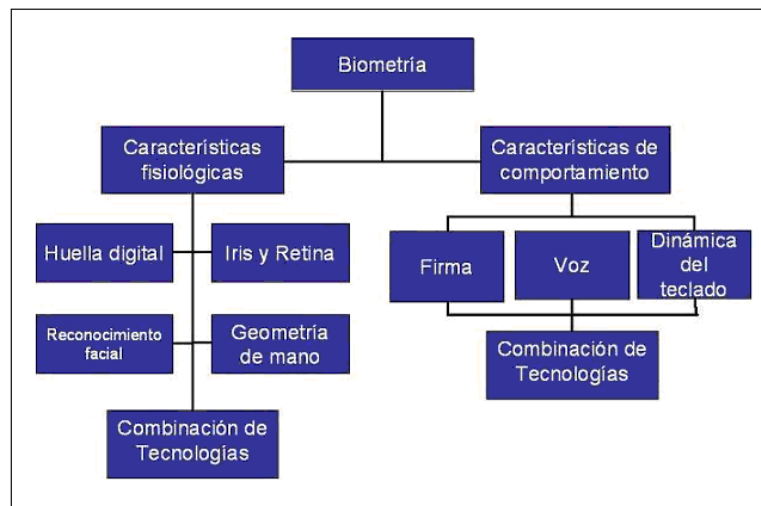 Biometría
Características
fisiológicas
Características de
comportamiento
Huella digital
Iris y Retina
Firma
Voz
Dinámica
del
teclado
Reconocimiento
facial
Geometría
de mano
Combinación de
Tecnologías
Combinación de
Tecnologías